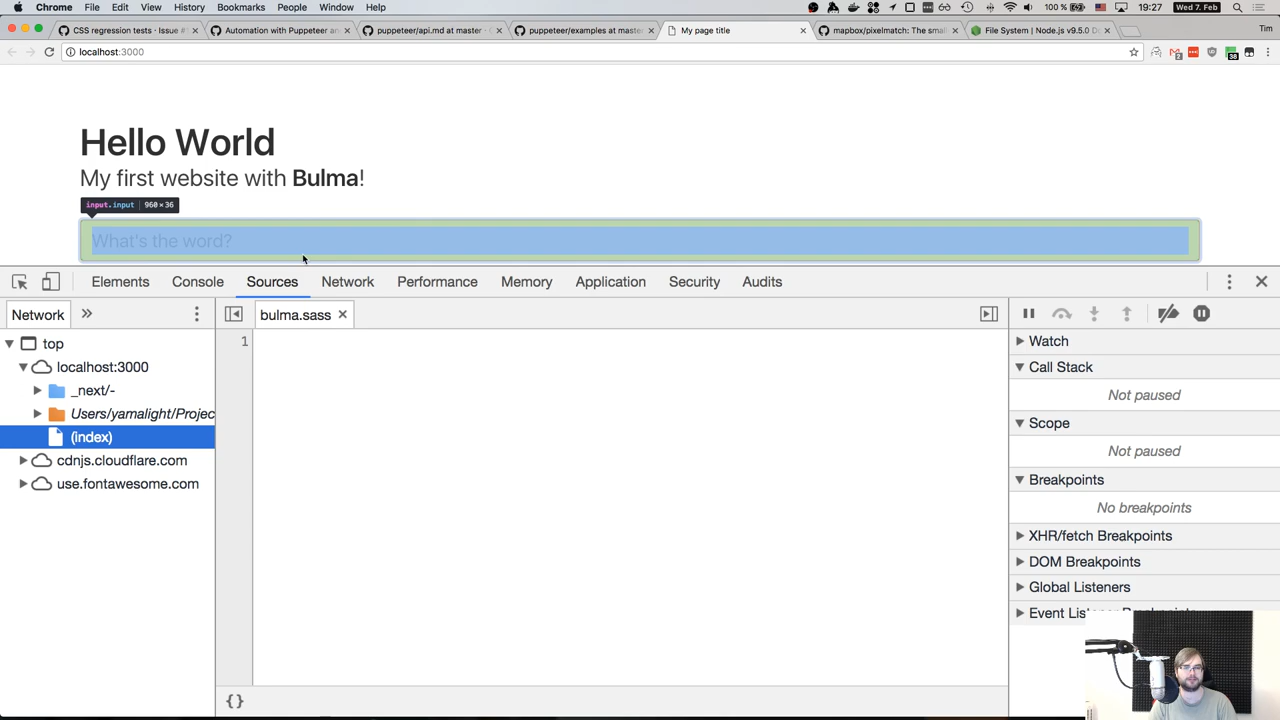 Chrome File Edit View History Bookmarks People Window Help 100 % Wed 7. Feb 19:27
CSS regression tests · Issue # Automation with Puppeteer an puppeteer/api.md at master · puppeteer/examples at maste My page title mapbox/pixelmatch: The small File System | Node.js v9.5.0 D Tim
localhost:3000
Hello World
My first website with Bulma!
input.input 960 × 36
What's the word?
Elements Console Sources Network Performance Memory Application Security Audits
Network » bulma.sass
top
1
Watch
localhost:3000
Call Stack
_next/-
Not paused
Users/yamalight/Projec
Scope
(index)
Not paused
cdnjs.cloudflare.com
Breakpoints
use.fontawesome.com
No breakpoints
XHR/fetch Breakpoints
DOM Breakpoints
Global Listeners
Event Listener Breakpoints
{}